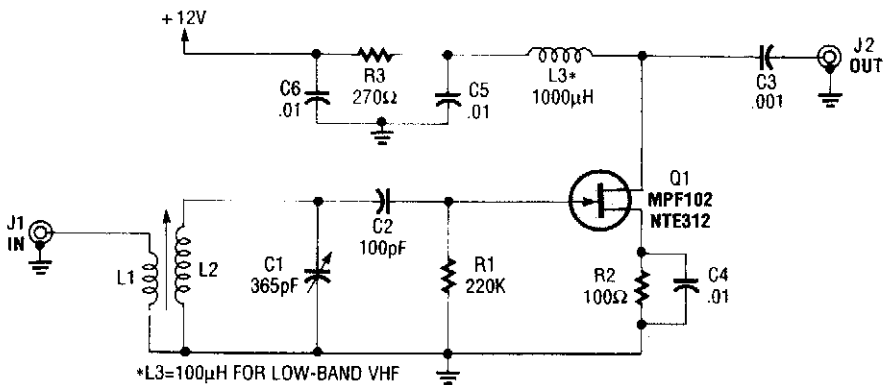 +12V
J2
OUT
R3
270Ω
C6
.01
C5
.01
L3*
1000μH
C3
.001
Q1
MPF102
NTE312
J1
IN
L1
L2
C1
365pF
C2
100pF
R1
220K
R2
100Ω
C4
.01
*L3=100μH FOR LOW-BAND VHF